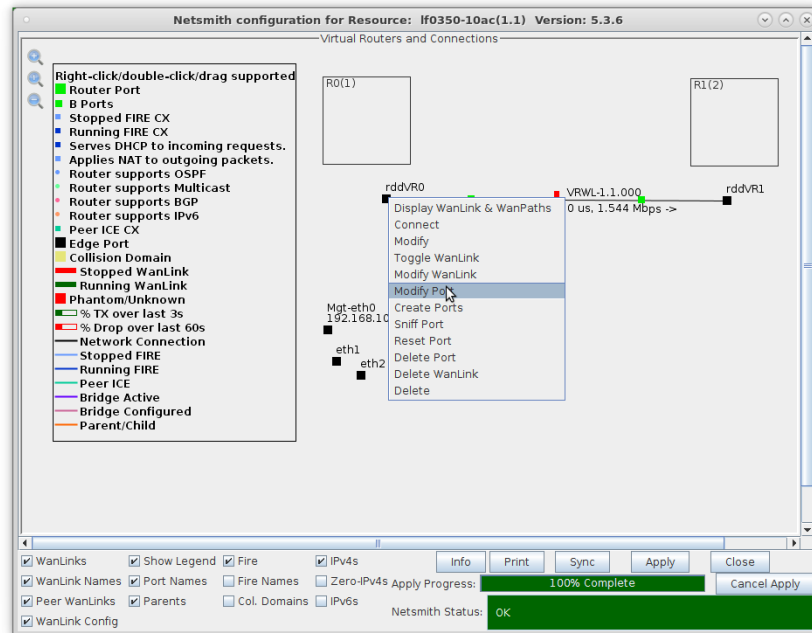 Netsmith configuration for Resource: lf0350-10ac(1.1) Version: 5.3.6
Virtual Routers and Connections
Right-click/double-click/drag supported
Router Port
B Ports
Stopped FIRE CX
Running FIRE CX
Serves DHCP to incoming requests.
Applies NAT to outgoing packets.
Router supports OSPF
Router supports Multicast
Router supports BGP
Router supports IPv6
Peer ICE CX
Edge Port
Collision Domain
Stopped WanLink
Running WanLink
Phantom/Unknown
% TX over last 3s
% Drop over last 60s
Network Connection
Stopped FIRE
Running FIRE
Peer ICE
Bridge Active
Bridge Configured
Parent/Child
R0(1)
R1(2)
rddVR0
VRWL-1.1.000
rddVR1
0 us, 1.544 Mbps ->
Display WanLink & WanPaths
Connect
Modify
Toggle WanLink
Modify WanLink
Modify Port
Create Ports
Sniff Port
Reset Port
Delete Port
Delete WanLink
Delete
Mgt-eth0
192.168.10
eth1
eth2
WanLinks Show Legend Fire IPv4s Info Print Sync Apply Close
WanLink Names Port Names Fire Names Zero-IPv4s Apply Progress: 100% Complete Cancel Apply
Peer WanLinks Parents Col. Domains IPv6s Netsmith Status: OK
WanLink Config